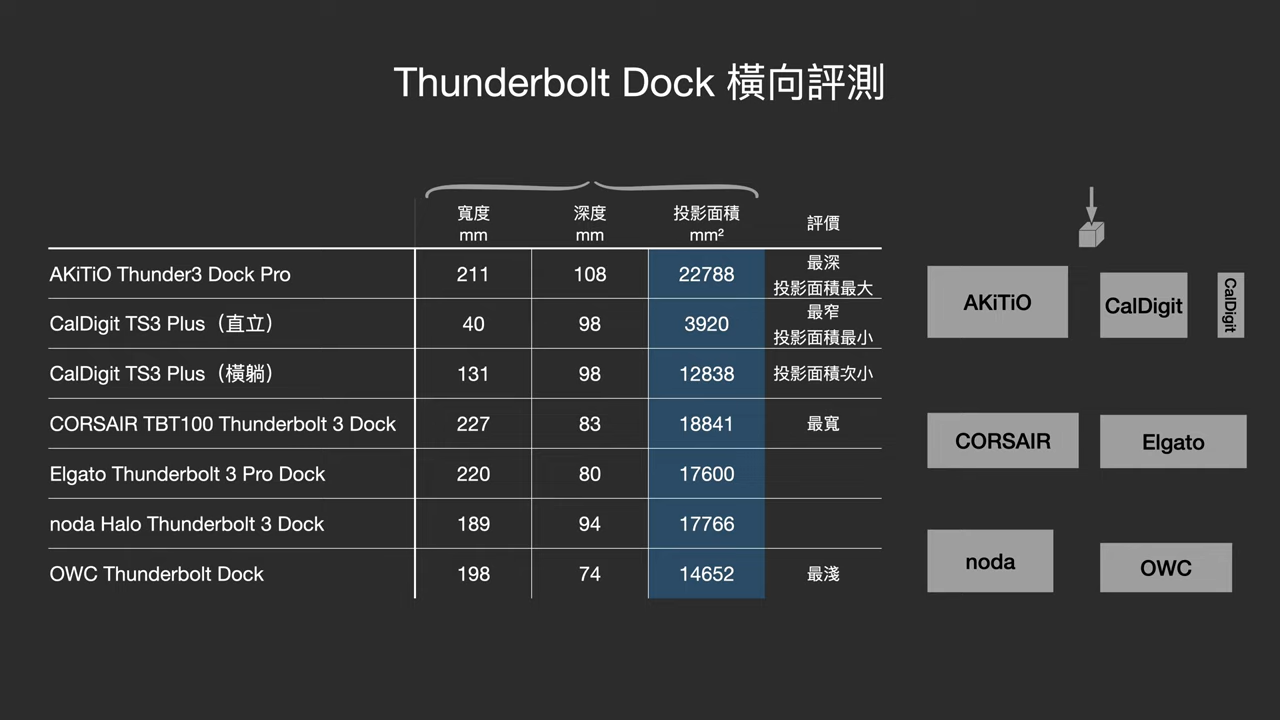 Thunderbolt Dock 橫向評測
寬度 深度 投影面積 評價
mm mm mm²
AKiTiO Thunder3 Dock Pro 211 108 22788 最深
投影面積最大
CalDigit TS3 Plus（直立） 40 98 3920 最窄
投影面積最小
CalDigit TS3 Plus（橫躺） 131 98 12838 投影面積次小
CORSAIR TBT100 Thunderbolt 3 Dock 227 83 18841 最寬
Elgato Thunderbolt 3 Pro Dock 220 80 17600
noda Halo Thunderbolt 3 Dock 189 94 17766
OWC Thunderbolt Dock 198 74 14652 最淺
AKiTiO CalDigit CalDigit
CORSAIR Elgato
noda OWC